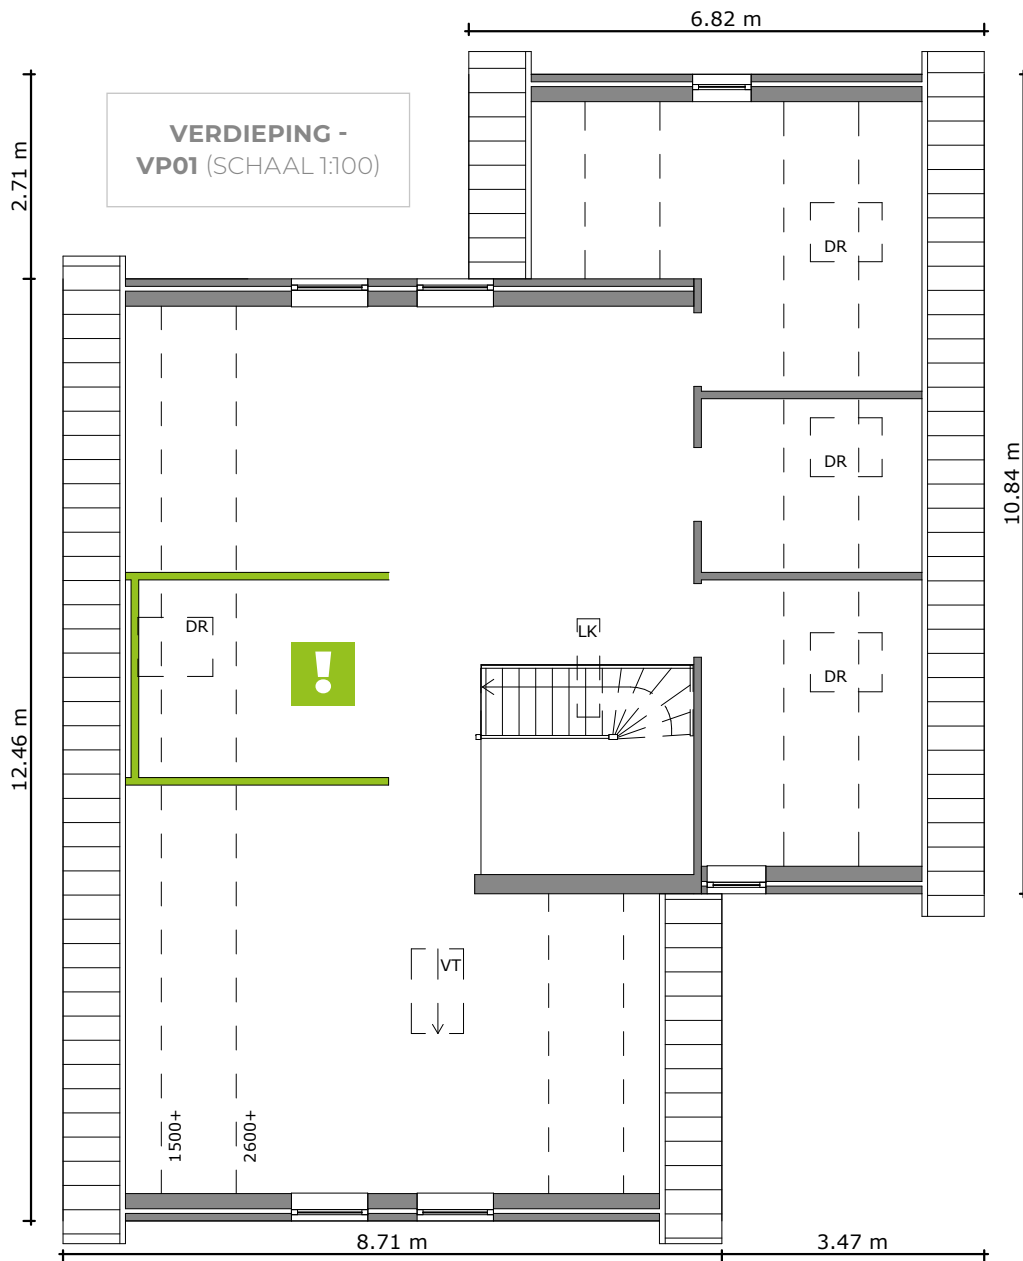 6.82 m
VERDIEPING -
VP01 (SCHAAL 1:100)
2.71 m
DR
DR
10.84 m
DR
LK
!
DR
12.46 m
VT
1500+
2600+
8.71 m
3.47 m